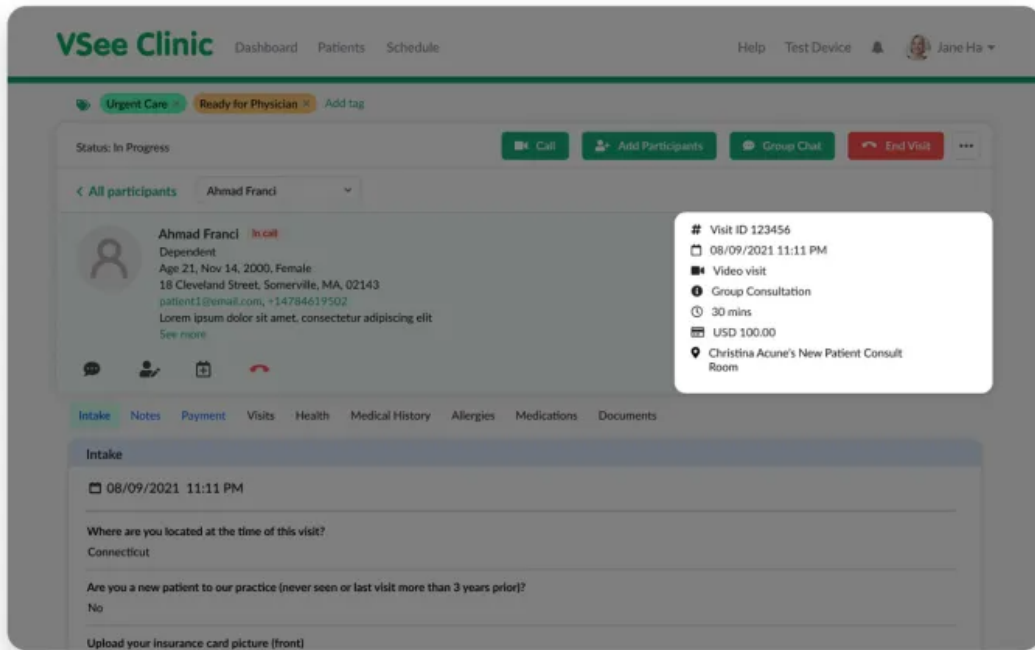 VSee Clinic Dashboard Patients Schedule Help Test Device Jane Ha
Urgent Care × Ready for Physician × Add tag
Status: In Progress Call Add Participants Group Chat End Visit ...
< All participants Ahmad Franci
Ahmad Franci In call
Dependent
Age 21, Nov 14, 2000, Female
18 Cleveland Street, Somerville, MA, 02143
patient1@email.com, +14784619502
Lorem ipsum dolor sit amet, consectetur adipiscing elit
See more
# Visit ID 123456
08/09/2021 11:11 PM
Video visit
Group Consultation
30 mins
USD 100.00
Christina Acune's New Patient Consult
Room
Intake Notes Payment Visits Health Medical History Allergies Medications Documents
Intake
08/09/2021 11:11 PM
Where are you located at the time of this visit?
Connecticut
Are you a new patient to our practice (never seen or last visit more than 3 years prior)?
No
Upload your insurance card picture (front)